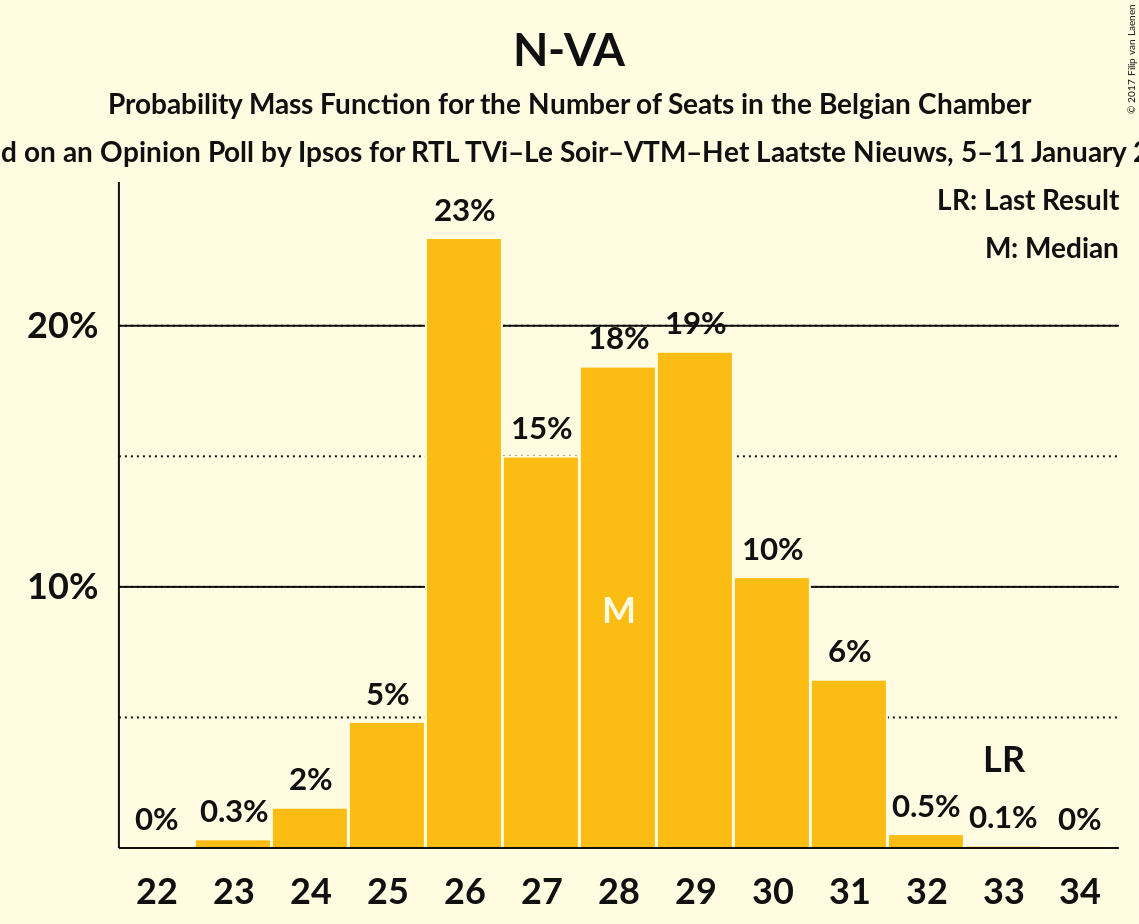 N-VA
Probability Mass Function for the Number of Seats in the Belgian Chamber
on an Opinion Poll by Ipsos for RTL TVi–Le Soir–VTM–Het Laatste Nieuws, 5–11 January
LR: Last Result
M: Median
© 2017 Filip van Laenen
20%
10%
0%
0.3%
2%
5%
23%
15%
18%
19%
10%
6%
0.5%
0.1%
0%
M
LR
22 23 24 25 26 27 28 29 30 31 32 33 34